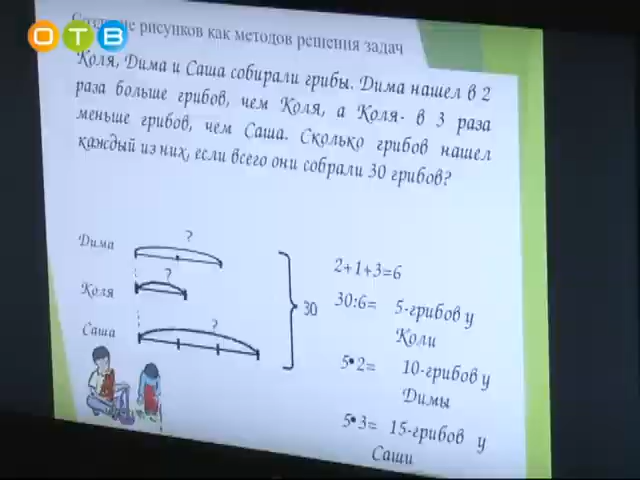 ОТВ
рисунков как методов решения задач
Коля, Дима и Саша собирали грибы. Дима нашел в 2
раза больше грибов, чем Коля, а Коля- в 3 раза
меньше грибов, чем Саша. Сколько грибов нашел
каждый из них, если всего они собрали 30 грибов?
Дима
?
Коля
?
Саша
?
30
2+1+3=6
30:6= 5-грибов у
Коли
5•2= 10-грибов у
Димы
5•3= 15-грибов у
Саши